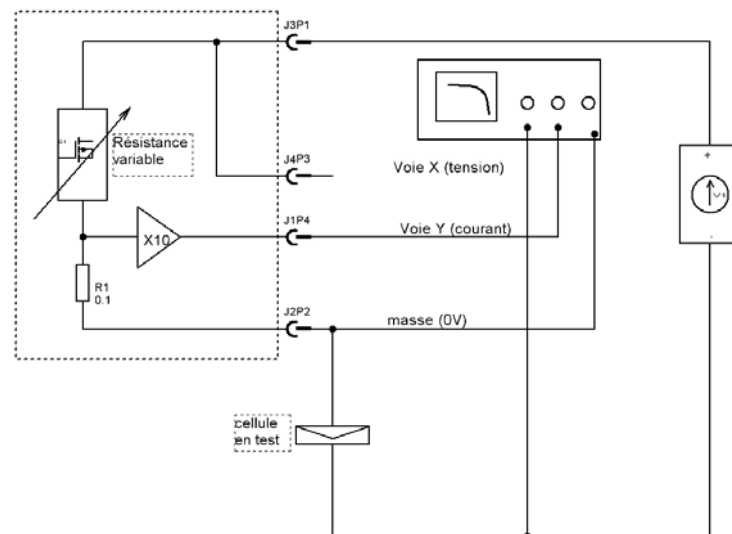 J3P1
Résistance
variable
J4P3
Voie X (tension)
X10
J1P4
Voie Y (courant)
R1
0.1
J2P2
masse (0V)
cellule
en test
+
-